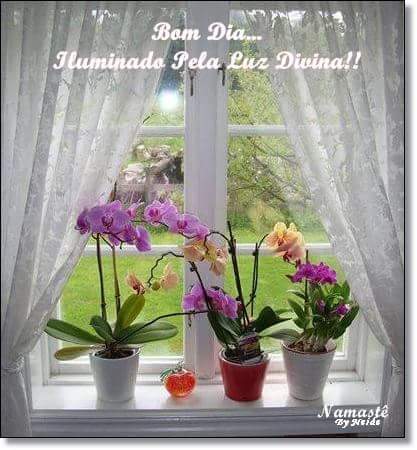 Bom Dia...
Iluminado Pela Luz Divina!!
Namastê
By Neide